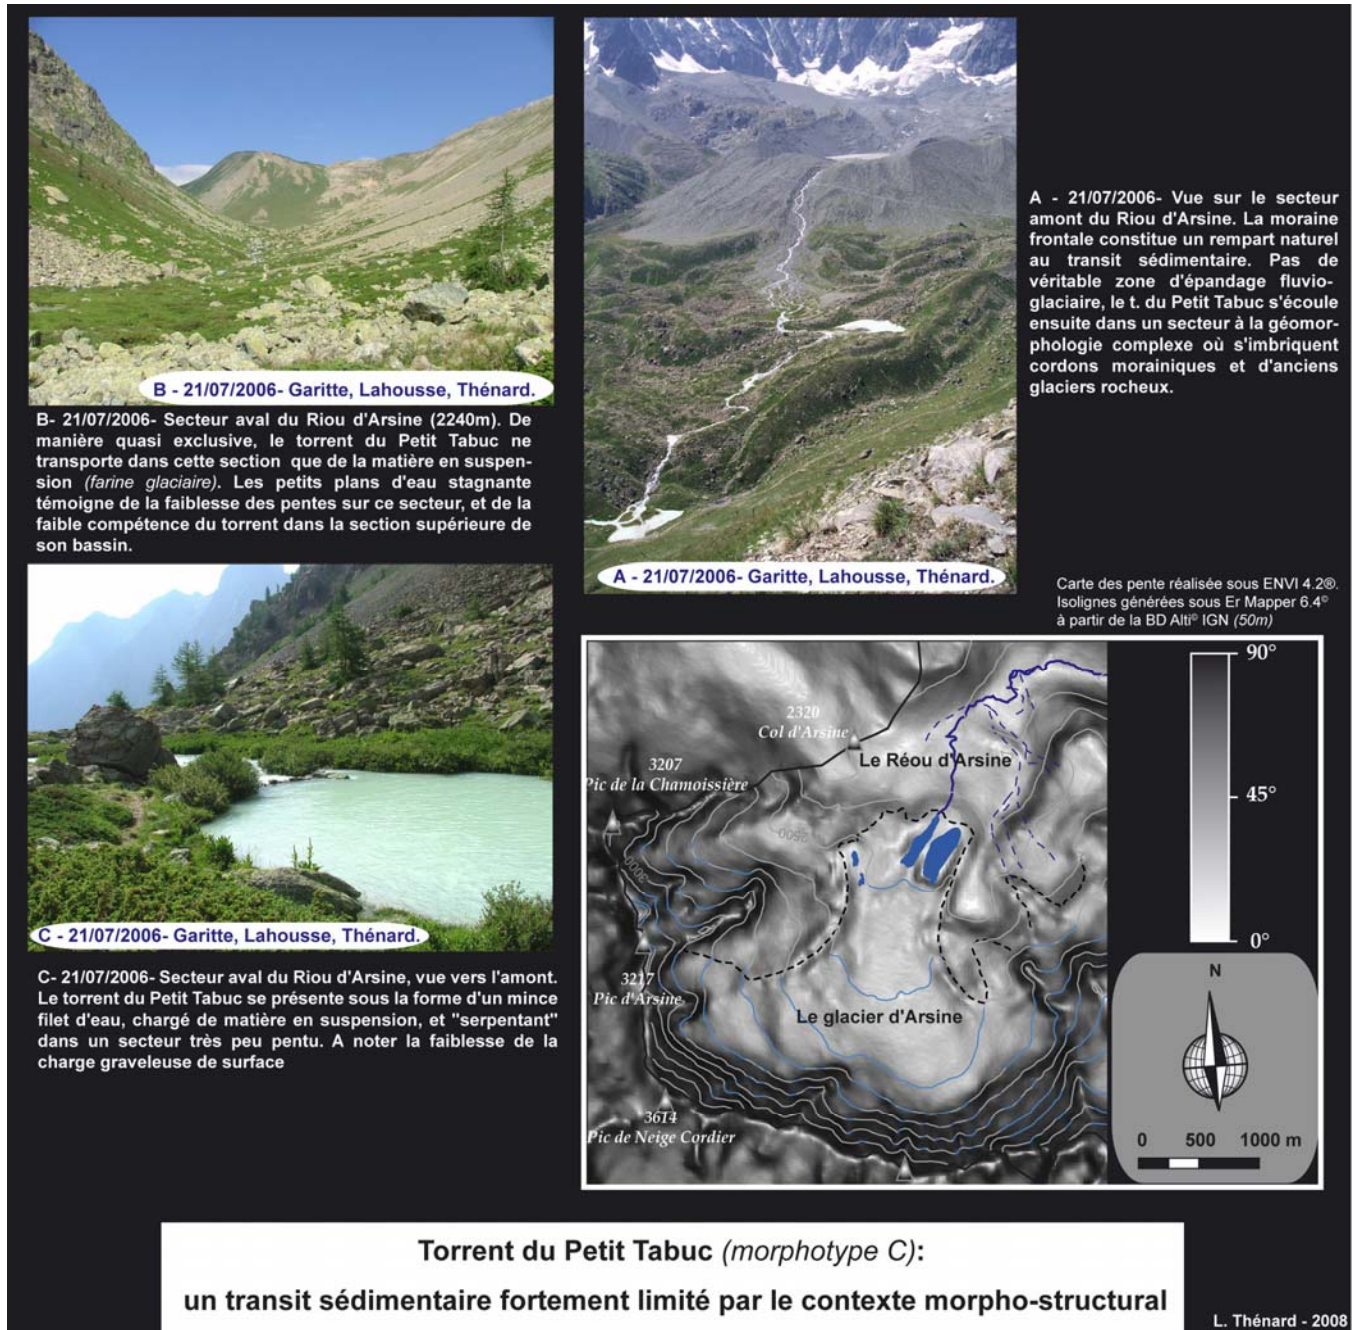 B - 21/07/2006- Garitte, Lahousse, Thénard.
B- 21/07/2006- Secteur aval du Riou d'Arsine (2240m). De
manière quasi exclusive, le torrent du Petit Tabuc ne
transporte dans cette section que de la matière en suspen-
sion (farine glaciaire). Les petits plans d'eau stagnante
témoigne de la faiblesse des pentes sur ce secteur, et de la
faible compétence du torrent dans la section supérieure de
son bassin.
A - 21/07/2006- Garitte, Lahousse, Thénard.
A - 21/07/2006- Vue sur le secteur
amont du Riou d'Arsine. La moraine
frontale constitue un rempart naturel
au transit sédimentaire. Pas de
véritable zone d'épandage fluvio-
glaciaire, le t. du Petit Tabuc s'écoule
ensuite dans un secteur à la géomor-
phologie complexe où s'imbriquent
cordons morainiques et d'anciens
glaciers rocheux.
C - 21/07/2006- Garitte, Lahousse, Thénard.
C- 21/07/2006- Secteur aval du Riou d'Arsine, vue vers l'amont.
Le torrent du Petit Tabuc se présente sous la forme d'un mince
filet d'eau, chargé de matière en suspension, et "serpentant"
dans un secteur très peu pentu. A noter la faiblesse de la
charge graveleuse de surface
Carte des pente réalisée sous ENVI 4.2®.
Isolignes générées sous Er Mapper 6.4©
à partir de la BD Alti© IGN (50m)
2320
Col d'Arsine
Le Réou d'Arsine
3207
Pic de la Chamoissière
2600
3000
3217
Pic d'Arsine
Le glacier d'Arsine
3614
Pic de Neige Cordier
90°
45°
0°
N
0 500 1000 m
Torrent du Petit Tabuc (morphotype C):
un transit sédimentaire fortement limité par le contexte morpho-structural
L. Thénard - 2008